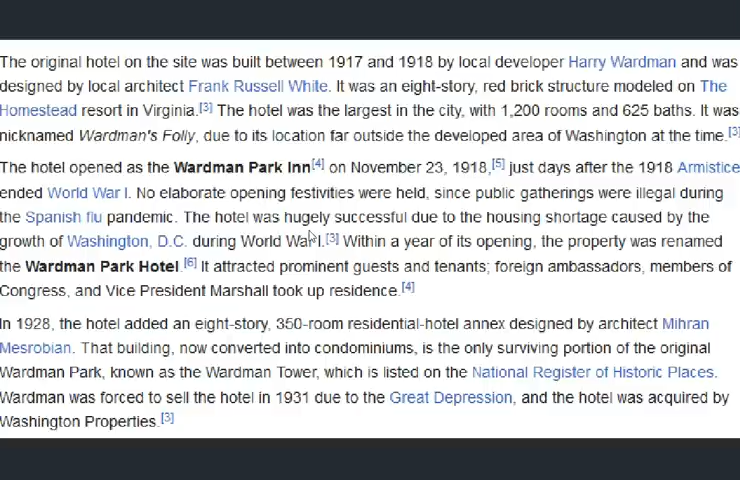 The original hotel on the site was built between 1917 and 1918 by local developer Harry Wardman and was
designed by local architect Frank Russell White. It was an eight-story, red brick structure modeled on The
Homestead resort in Virginia.[3] The hotel was the largest in the city, with 1,200 rooms and 625 baths. It was
nicknamed Wardman's Folly, due to its location far outside the developed area of Washington at the time.[3]
The hotel opened as the Wardman Park Inn[4] on November 23, 1918,[5] just days after the 1918 Armistice
ended World War I. No elaborate opening festivities were held, since public gatherings were illegal during
the Spanish flu pandemic. The hotel was hugely successful due to the housing shortage caused by the
growth of Washington, D.C. during World War I.[3] Within a year of its opening, the property was renamed
the Wardman Park Hotel.[6] It attracted prominent guests and tenants; foreign ambassadors, members of
Congress, and Vice President Marshall took up residence.[4]
In 1928, the hotel added an eight-story, 350-room residential-hotel annex designed by architect Mihran
Mesrobian. That building, now converted into condominiums, is the only surviving portion of the original
Wardman Park, known as the Wardman Tower, which is listed on the National Register of Historic Places.
Wardman was forced to sell the hotel in 1931 due to the Great Depression, and the hotel was acquired by
Washington Properties.[3]